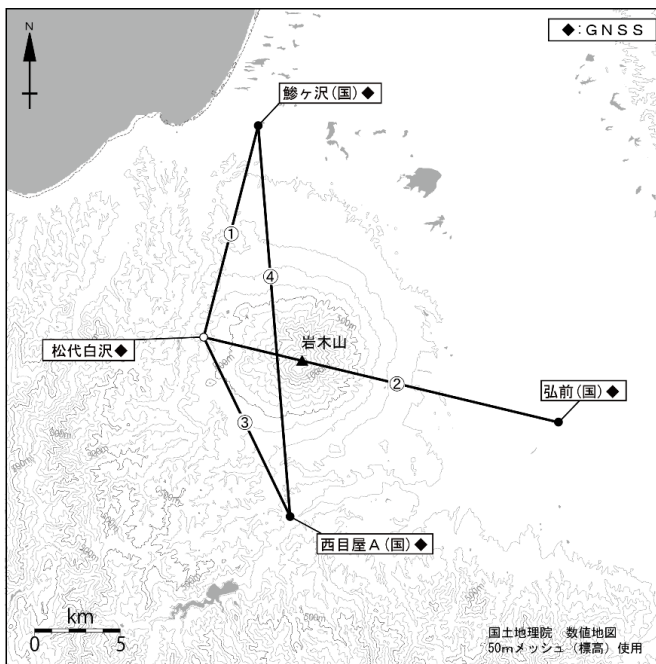 N
◆:GNSS
鰺ヶ沢(国)◆
①
④
500m
松代白沢◆
岩木山
②
弘前(国)◆
③
西目屋A(国)◆
500m
km
0 5
国土地理院 数値地図
50mメッシュ(標高)使用